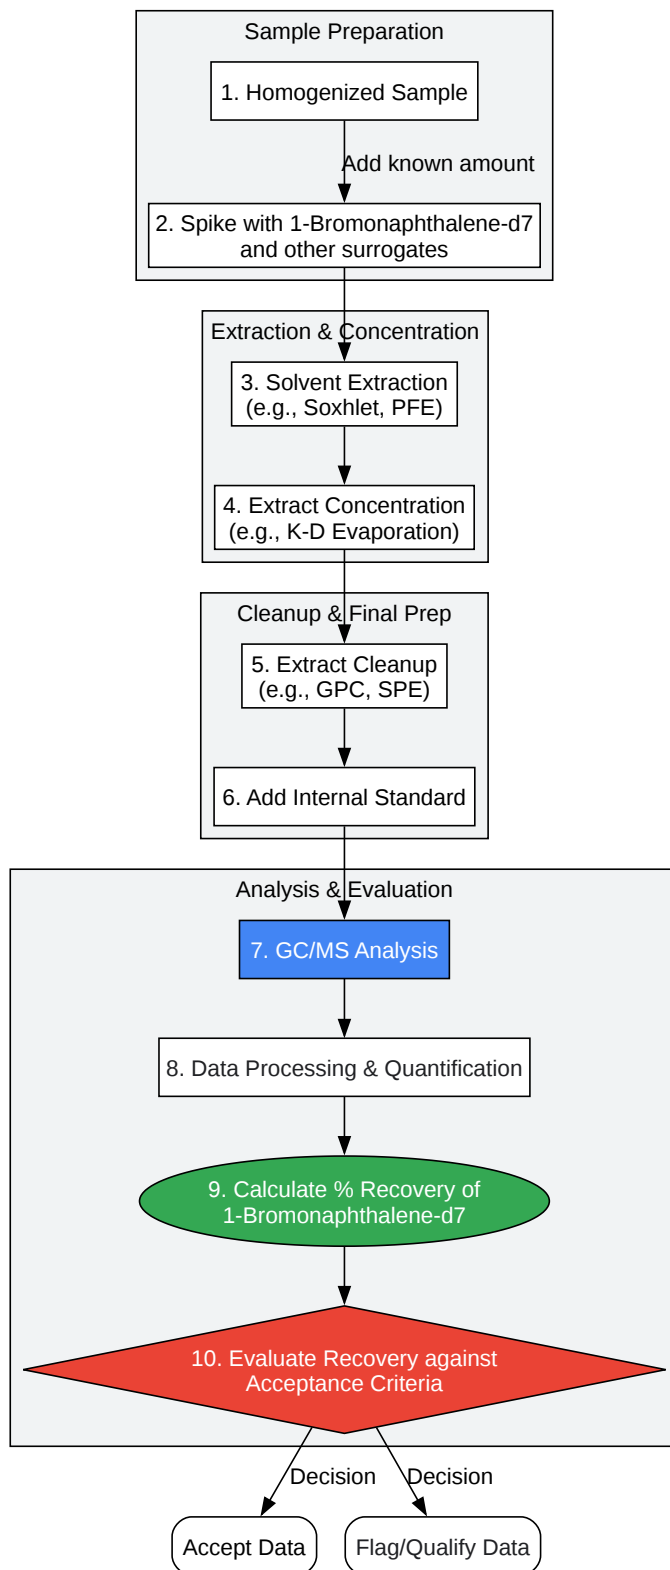 Sample Preparation
1. Homogenized Sample
Add known amount
2. Spike with 1-Bromonaphthalene-d7
and other surrogates
Extraction & Concentration
3. Solvent Extraction
(e.g., Soxhlet, PFE)
4. Extract Concentration
(e.g., K-D Evaporation)
Cleanup & Final Prep
5. Extract Cleanup
(e.g., GPC, SPE)
6. Add Internal Standard
Analysis & Evaluation
7. GC/MS Analysis
8. Data Processing & Quantification
9. Calculate % Recovery of
1-Bromonaphthalene-d7
10. Evaluate Recovery against
Acceptance Criteria
Decision
Decision
Accept Data
Flag/Qualify Data